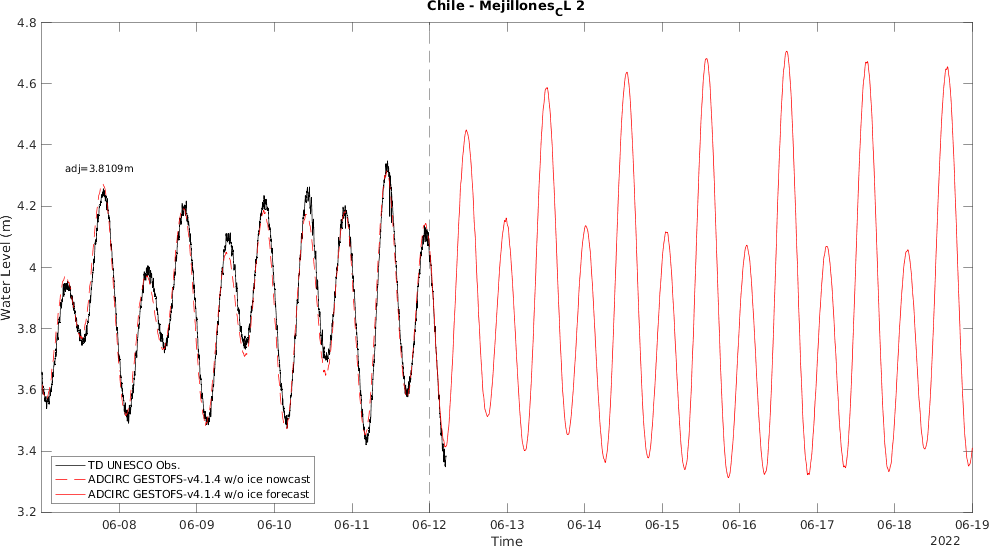 Chile - Mejillones_CL 2
4.8
4.6
4.4
4.2
4
3.8
3.6
3.4
3.2
Water Level (m)
adj=3.8109m
TD UNESCO Obs.
ADCIRC GESTOFS-v4.1.4 w/o ice nowcast
ADCIRC GESTOFS-v4.1.4 w/o ice forecast
06-08 06-09 06-10 06-11 06-12 06-13 06-14 06-15 06-16 06-17 06-18 06-19
Time
2022